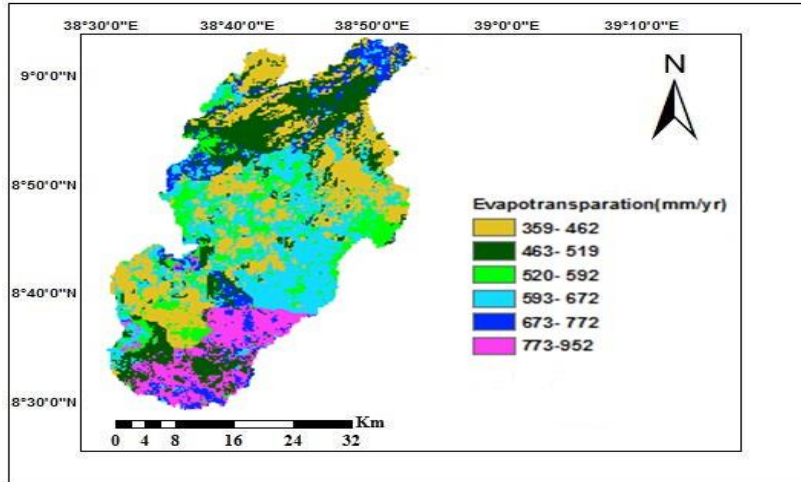 38°30'0"E 38°40'0"E 38°50'0"E 39°0'0"E 39°10'0"E
N
9°0'0"N
8°50'0"N
8°40'0"N
8°30'0"N
Evapotransparation(mm/yr)
359- 462
463- 519
520- 592
593- 672
673- 772
773-952
Km
0 4 8 16 24 32